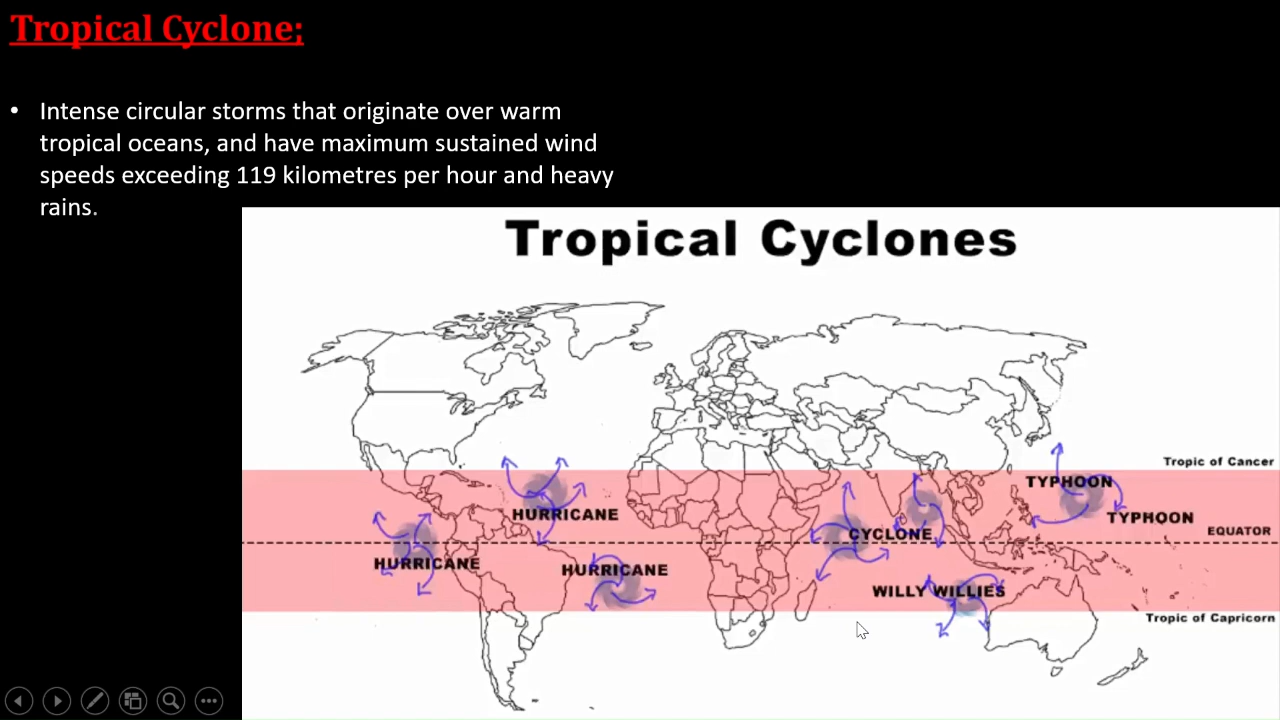 Tropical Cyclone;
• Intense circular storms that originate over warm
tropical oceans, and have maximum sustained wind
speeds exceeding 119 kilometres per hour and heavy
rains.
Tropical Cyclones
Tropic of Cancer
TYPHOON
HURRICANE
TYPHOON
EQUATOR
CYCLONE
HURRICANE
HURRICANE
WILLY WILLIES
Tropic of Capricorn